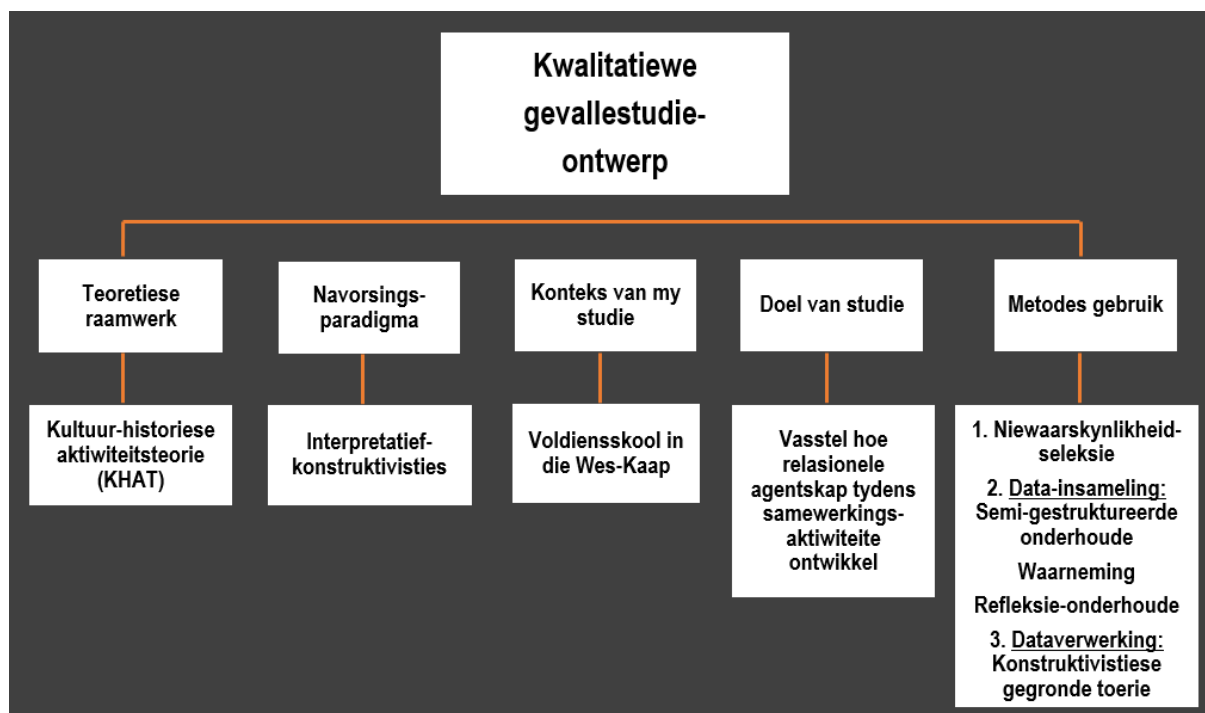 Kwalitatiewe
gevallestudie-
ontwerp
Teoretiese
raamwerk
Navorsings-
paradigma
Konteks van my
studie
Doel van studie
Metodes gebruik
Kultuur-historiese
aktiwiteitsteorie
(KHAT)
Interpretatief-
konstruktivisties
Voldiensskool in
die Wes-Kaap
Vasstel hoe
relasionele
agentskap tydens
samewerkings-
aktiwiteite
ontwikkel
1. Niewaarskynlikheid-
seleksie
2. Data-insameling:
Semi-gestruktureerde
onderhoude
Waarneming
Refleksie-onderhoude
3. Dataverwerking:
Konstruktivistiese
gegronde toerie